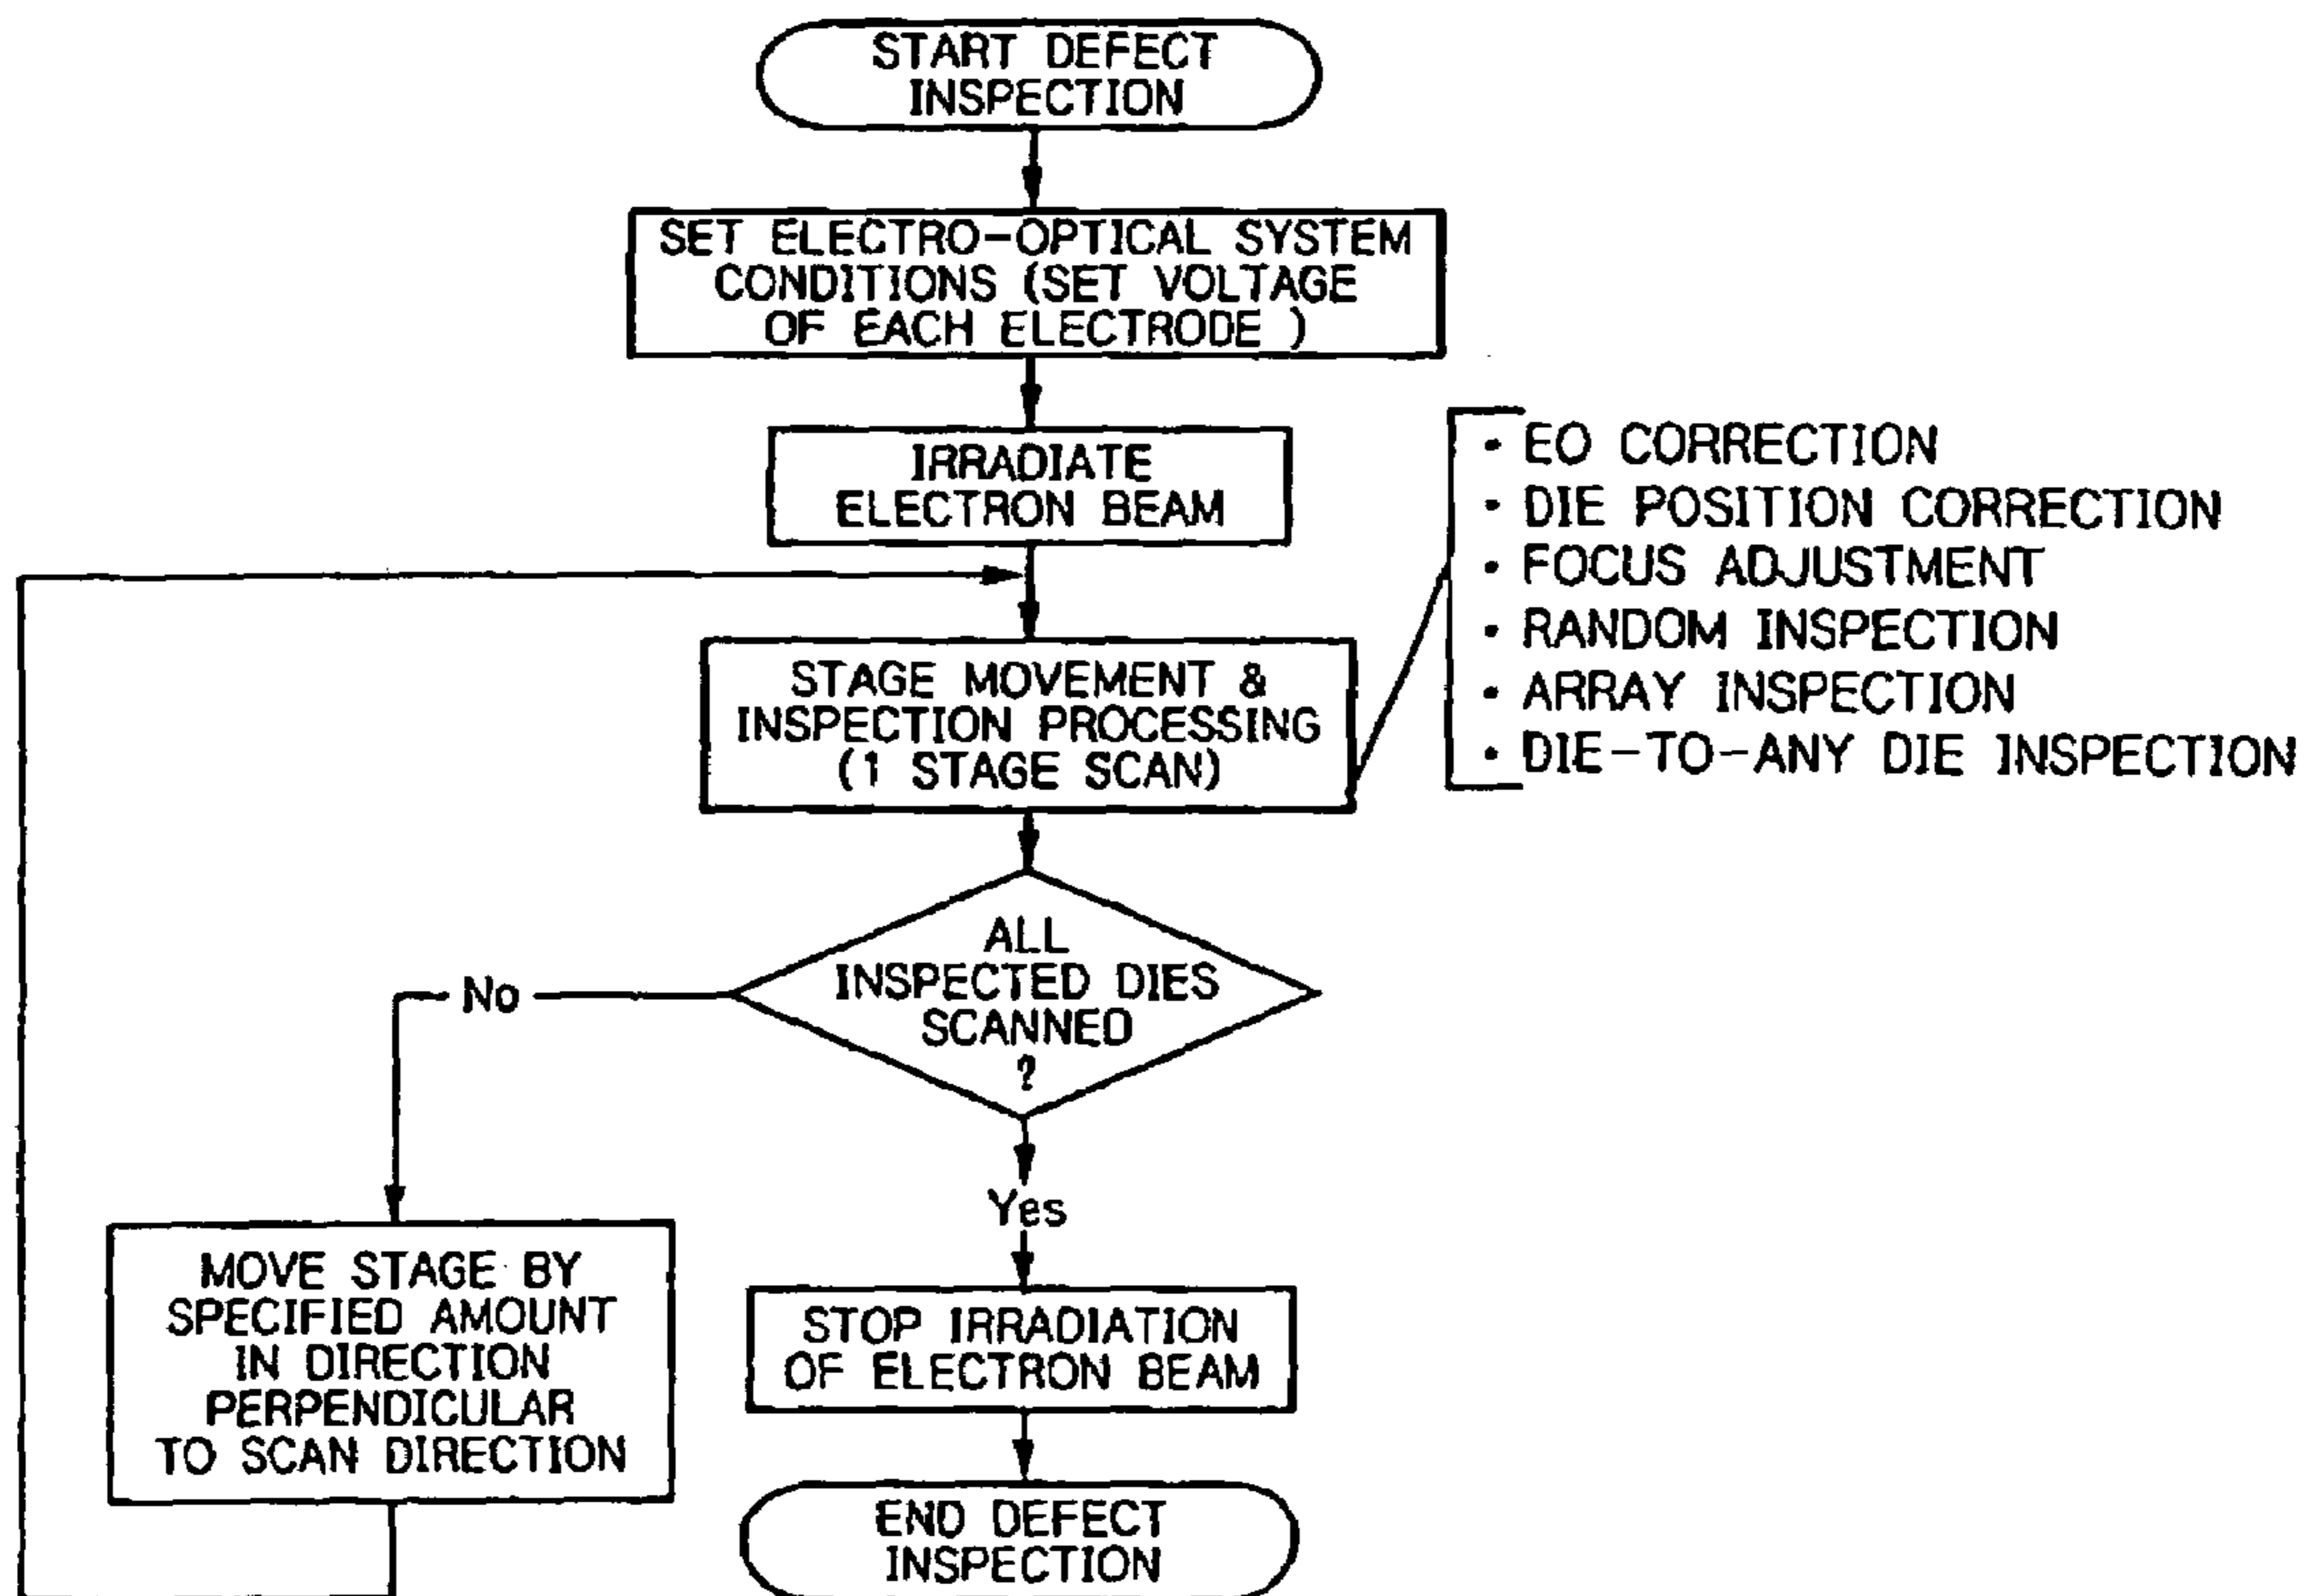 START DEFECT
INSPECTION
SET ELECTRO-OPTICAL SYSTEM
CONDITIONS (SET VOLTAGE
OF EACH ELECTRODE )
IRRADIATE
ELECTRON BEAM
STAGE MOVEMENT &
INSPECTION PROCESSING
(1 STAGE SCAN)
• EO CORRECTION
• DIE POSITION CORRECTION
• FOCUS ADJUSTMENT
• RANDOM INSPECTION
• ARRAY INSPECTION
• DIE-TO-ANY DIE INSPECTION
ALL
INSPECTED DIES
SCANNED
?
No
Yes
MOVE STAGE BY
SPECIFIED AMOUNT
IN DIRECTION
PERPENDICULAR
TO SCAN DIRECTION
STOP IRRADIATION
OF ELECTRON BEAM
END DEFECT
INSPECTION